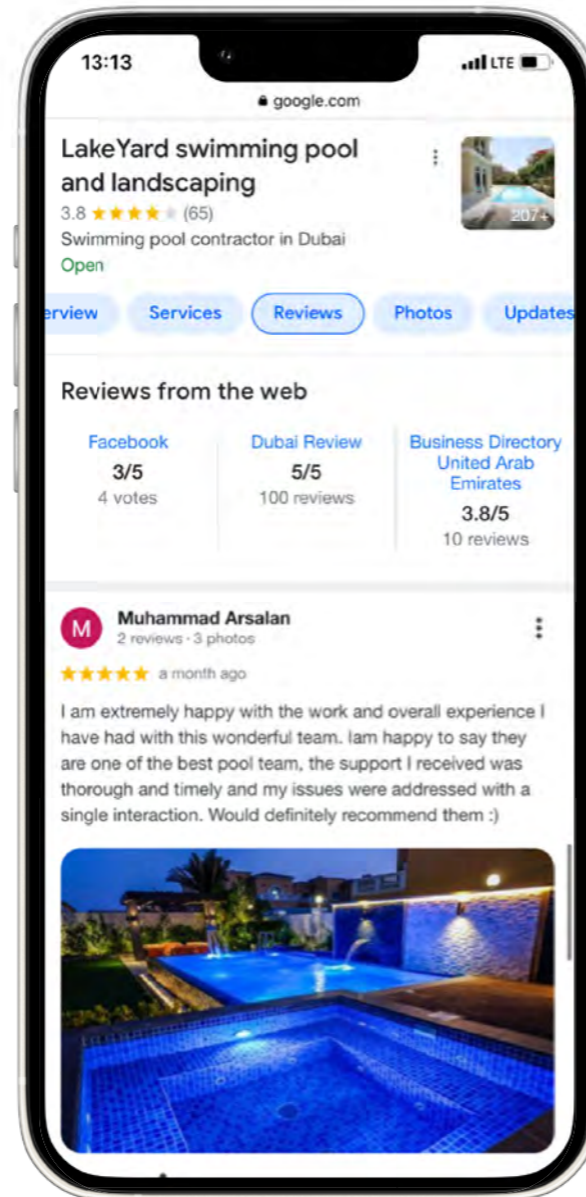 13:13
LTE
google.com
LakeYard swimming pool
and landscaping
3.8 ★★★★★ (65)
207+
Swimming pool contractor in Dubai
Open
erview
Services
Reviews
Photos
Updates
Reviews from the web
Facebook
3/5
4 votes
Dubai Review
5/5
100 reviews
Business Directory
United Arab
Emirates
3.8/5
10 reviews
M
Muhammad Arsalan
2 reviews · 3 photos
★★★★★ a month ago
I am extremely happy with the work and overall experience I
have had with this wonderful team. Iam happy to say they
are one of the best pool team, the support I received was
thorough and timely and my issues were addressed with a
single interaction. Would definitely recommend them :)